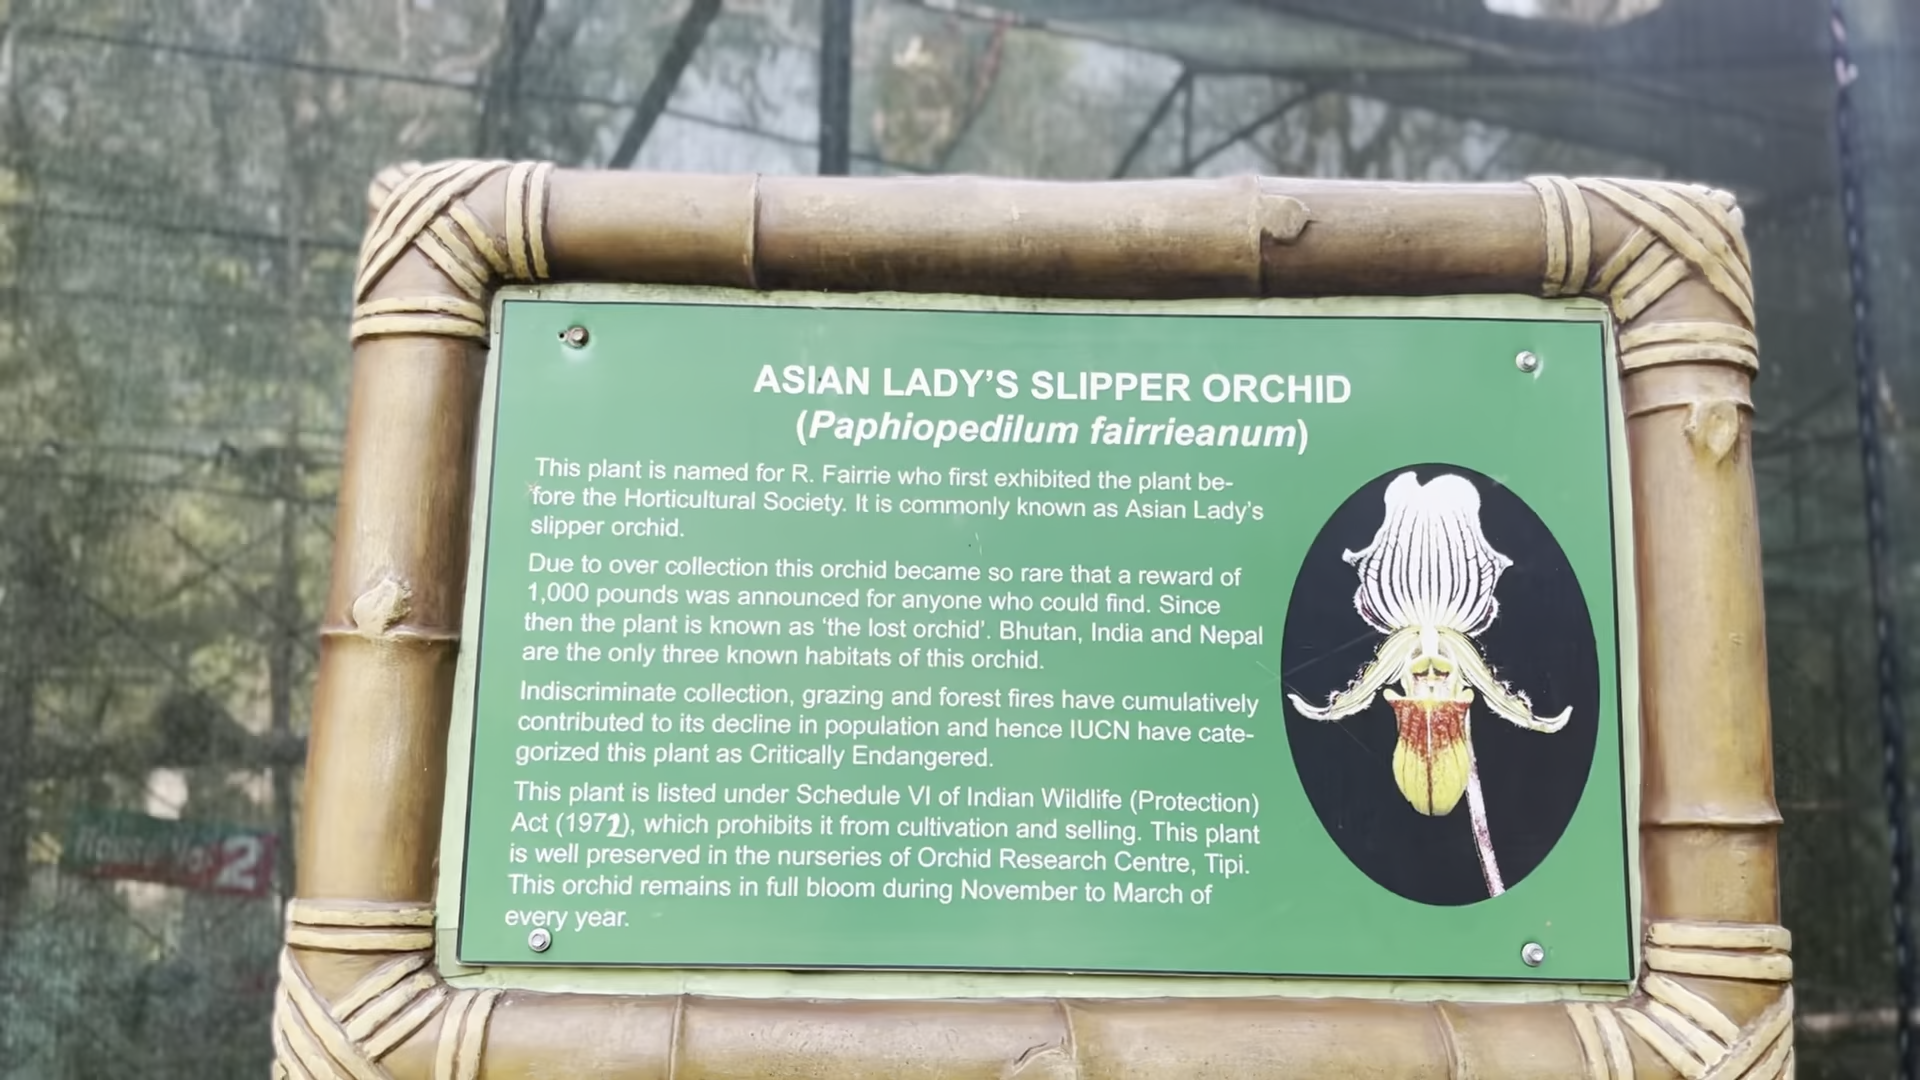 ASIAN LADY'S SLIPPER ORCHID
(Paphiopedilum fairrieanum)
This plant is named for R. Fairrie who first exhibited the plant be-
fore the Horticultural Society. It is commonly known as Asian Lady's
slipper orchid.
Due to over collection this orchid became so rare that a reward of
1,000 pounds was announced for anyone who could find. Since
then the plant is known as 'the lost orchid'. Bhutan, India and Nepal
are the only three known habitats of this orchid.
Indiscriminate collection, grazing and forest fires have cumulatively
contributed to its decline in population and hence IUCN have cate-
gorized this plant as Critically Endangered.
This plant is listed under Schedule VI of Indian Wildlife (Protection)
Act (1972), which prohibits it from cultivation and selling. This plant
is well preserved in the nurseries of Orchid Research Centre, Tipi.
This orchid remains in full bloom during November to March of
every year.
2